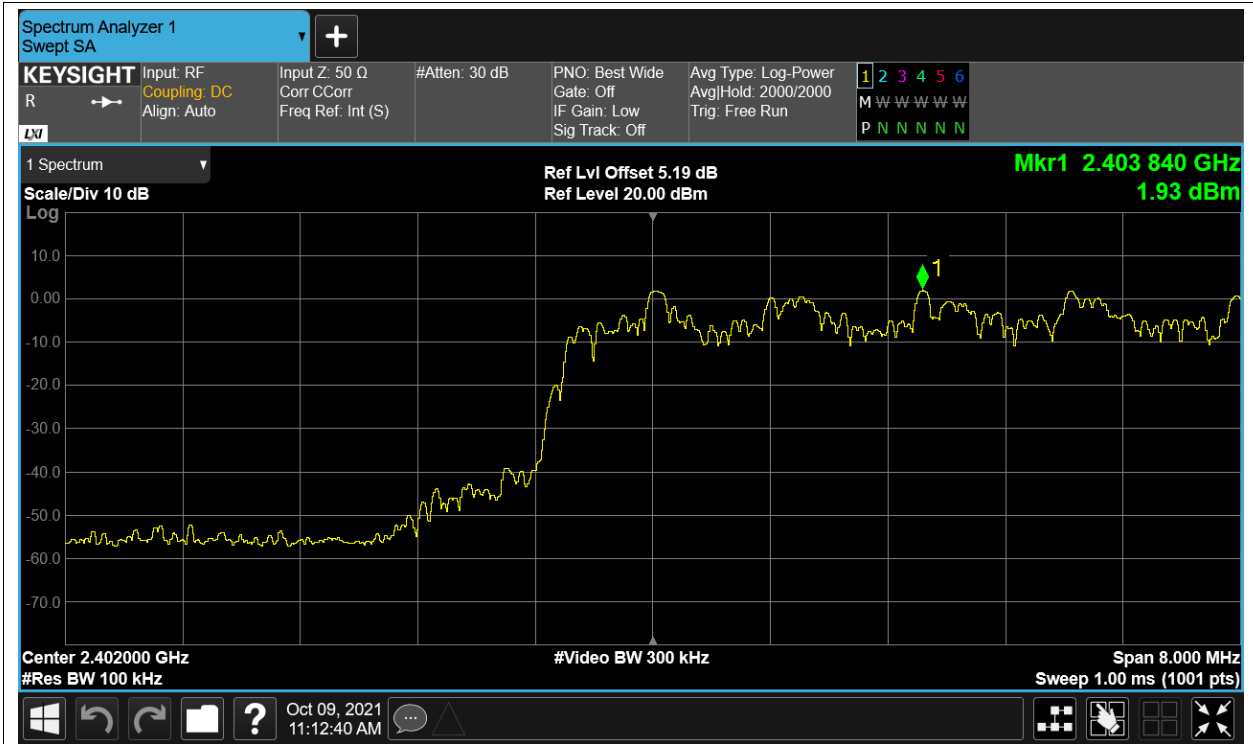 Spectrum Analyzer 1
Swept SA
+
KEYSIGHT
R
LXI
Input: RF
Coupling: DC
Align: Auto
Input Z: 50 Ω
Corr CCorr
Freq Ref: Int (S)
#Atten: 30 dB
PNO: Best Wide
Gate: Off
IF Gain: Low
Sig Track: Off
Avg Type: Log-Power
Avg|Hold: 2000/2000
Trig: Free Run
1 2 3 4 5 6
M W W W W W
P N N N N N
1 Spectrum
Scale/Div 10 dB
Log
Ref Lvl Offset 5.19 dB
Ref Level 20.00 dBm
Mkr1 2.403 840 GHz
1.93 dBm
10.0
0.00
-10.0
-20.0
-30.0
-40.0
-50.0
-60.0
-70.0
1
Center 2.402000 GHz
#Res BW 100 kHz
#Video BW 300 kHz
Span 8.000 MHz
Sweep 1.00 ms (1001 pts)
?
Oct 09, 2021
11:12:40 AM